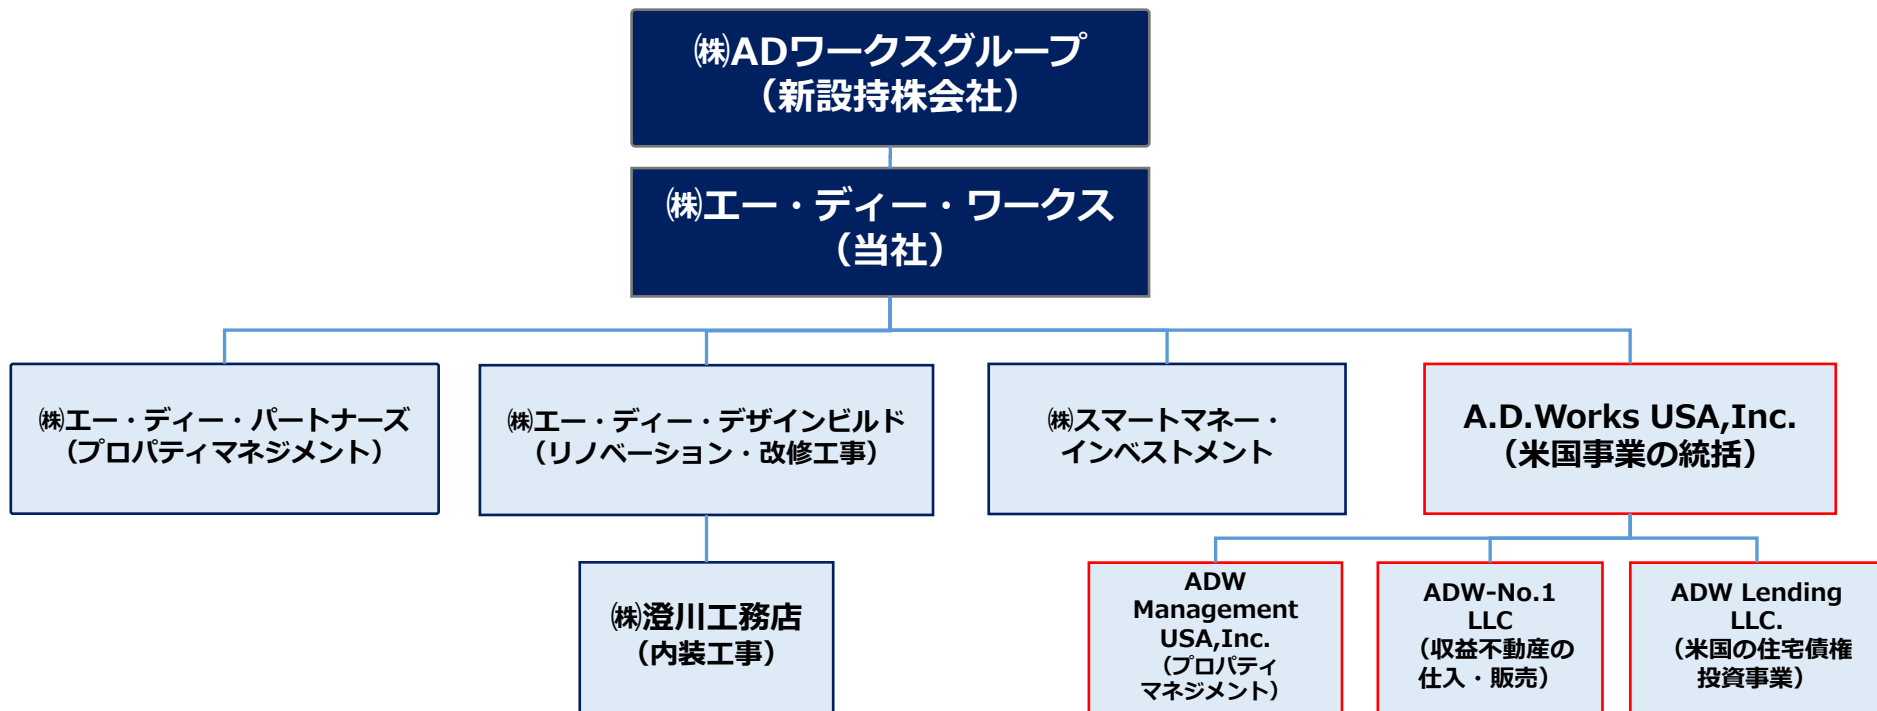 ㈱ADワークスグループ
（新設持株会社）
㈱エー・ディー・ワークス
（当社）
㈱エー・ディー・パートナーズ
（プロパティマネジメント）
㈱エー・ディー・デザインビルド
（リノベーション・改修工事）
㈱スマートマネー・
インベストメント
A.D.Works USA,Inc.
（米国事業の統括）
㈱澄川工務店
（内装工事）
ADW
Management
USA,Inc.
（プロパティ
マネジメント）
ADW-No.1
LLC
（収益不動産の
仕入・販売）
ADW Lending
LLC.
（米国の住宅債権
投資事業）